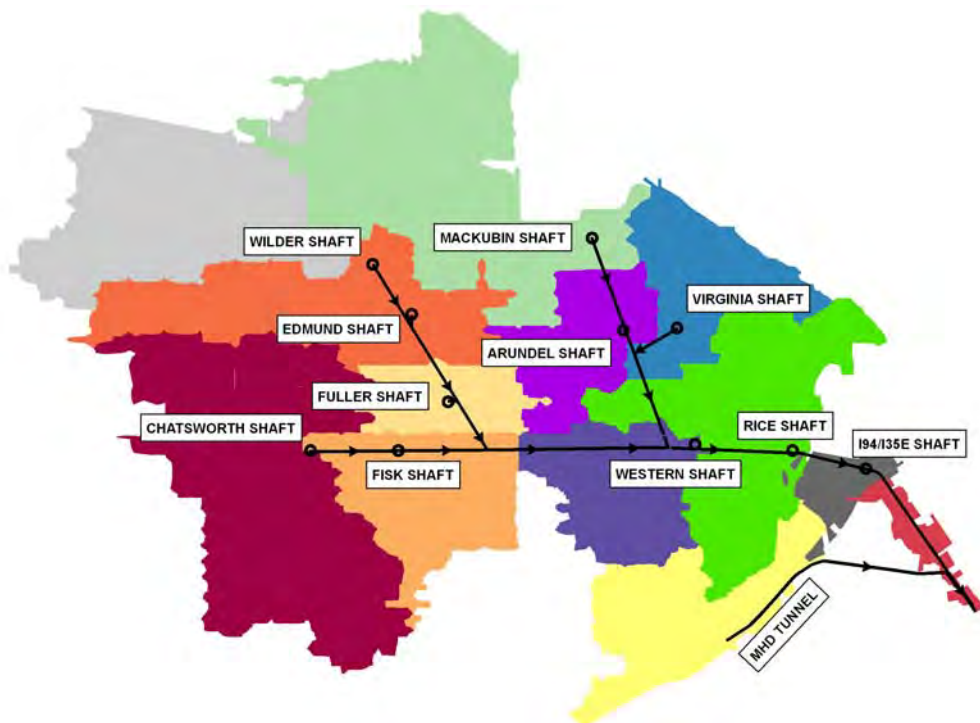 WILDER SHAFT
MACKUBIN SHAFT
VIRGINIA SHAFT
EDMUND SHAFT
ARUNDEL SHAFT
FULLER SHAFT
CHATSWORTH SHAFT
RICE SHAFT
I94/I35E SHAFT
FISK SHAFT
WESTERN SHAFT
MHD TUNNEL